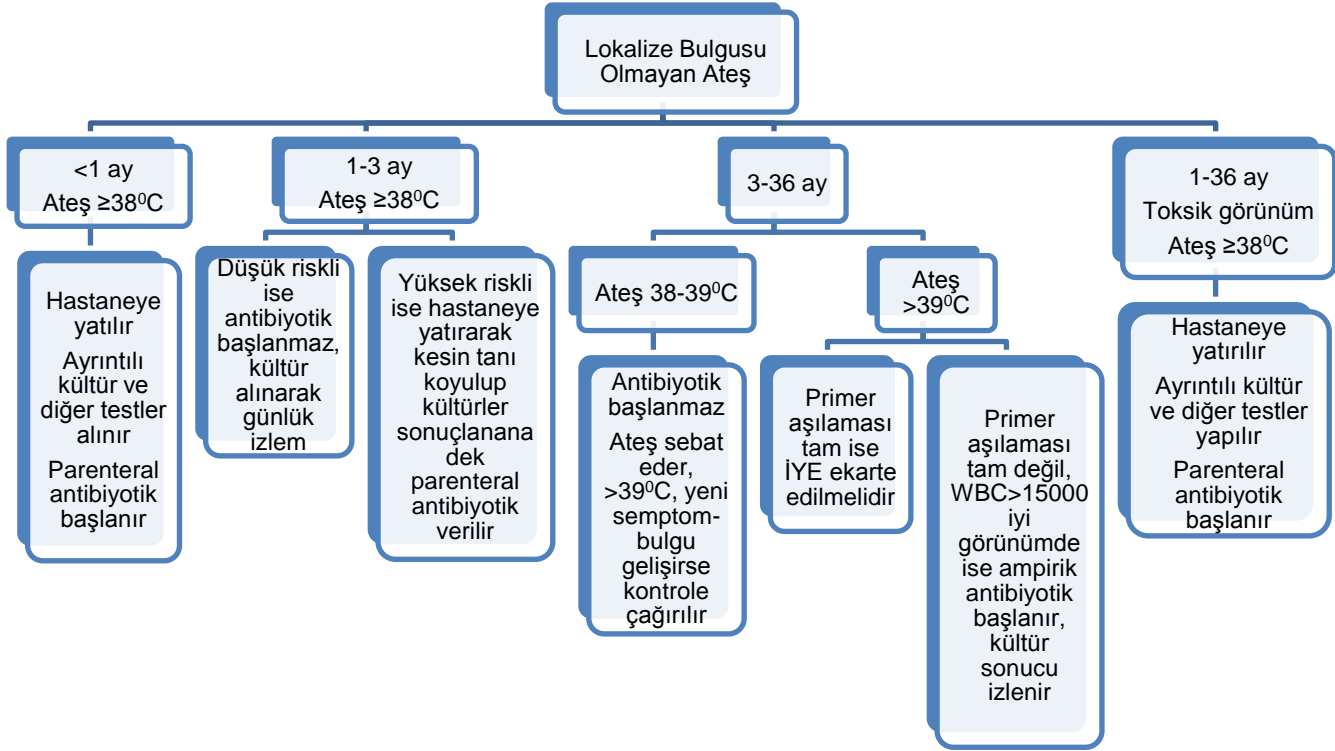 Lokalize Bulgusu
Olmayan Ateş
<1 ay
Ateş ≥38⁰C
1-3 ay
Ateş ≥38⁰C
3-36 ay
1-36 ay
Toksik görünüm
Ateş ≥38⁰C
Hastaneye
yatılır
Ayrıntılı
kültür ve
diğer testler
alınır
Parenteral
antibiyotik
başlanır
Düşük riskli
ise
antibiyotik
başlanmaz,
kültür
alınarak
günlük
izlem
Yüksek riskli
ise hastaneye
yatırarak
kesin tanı
koyulup
kültürler
sonuçlanana
dek
parenteral
antibiyotik
verilir
Ateş 38-39⁰C
Antibiyotik
başlanmaz
Ateş sebat
eder,
>39⁰C, yeni
semptom-
bulgu
gelişirse
kontrole
çağırılır
Ateş
>39⁰C
Primer
aşılaması
tam ise
İYE ekarte
edilmelidir
Primer
aşılaması
tam değil,
WBC>15000
iyi
görünümde
ise ampirik
antibiyotik
başlanır,
kültür
sonucu
izlenir
Hastaneye
yatırılır
Ayrıntılı kültür
ve diğer testler
yapılır
Parenteral
antibiyotik
başlanır